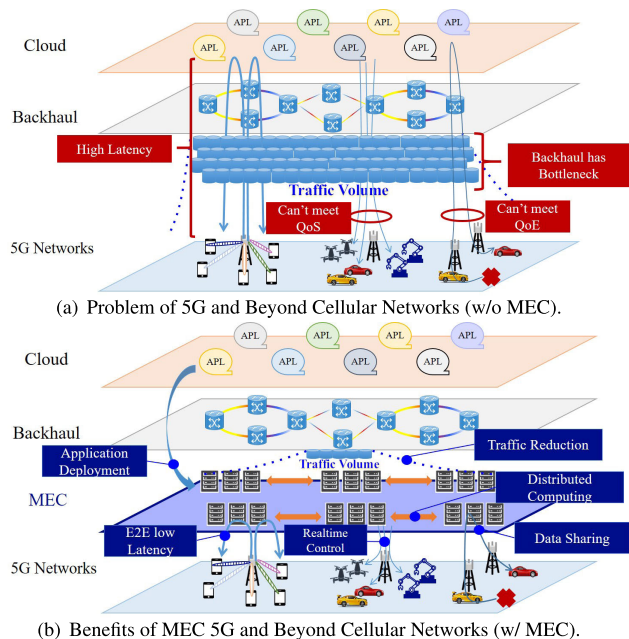 APL APL APL APL
Cloud
APL APL APL APL APL
Backhaul
High Latency
Backhaul has
Bottleneck
Traffic Volume
Can't meet
QoS
Can't meet
QoE
5G Networks
(a) Problem of 5G and Beyond Cellular Networks (w/o MEC).
APL APL APL APL
Cloud
APL APL APL APL APL
Backhaul
Application
Deployment
Traffic Reduction
Traffic Volume
MEC
Distributed
Computing
E2E low
Latency
Realtime
Control
Data Sharing
5G Networks
(b) Benefits of MEC 5G and Beyond Cellular Networks (w/ MEC).